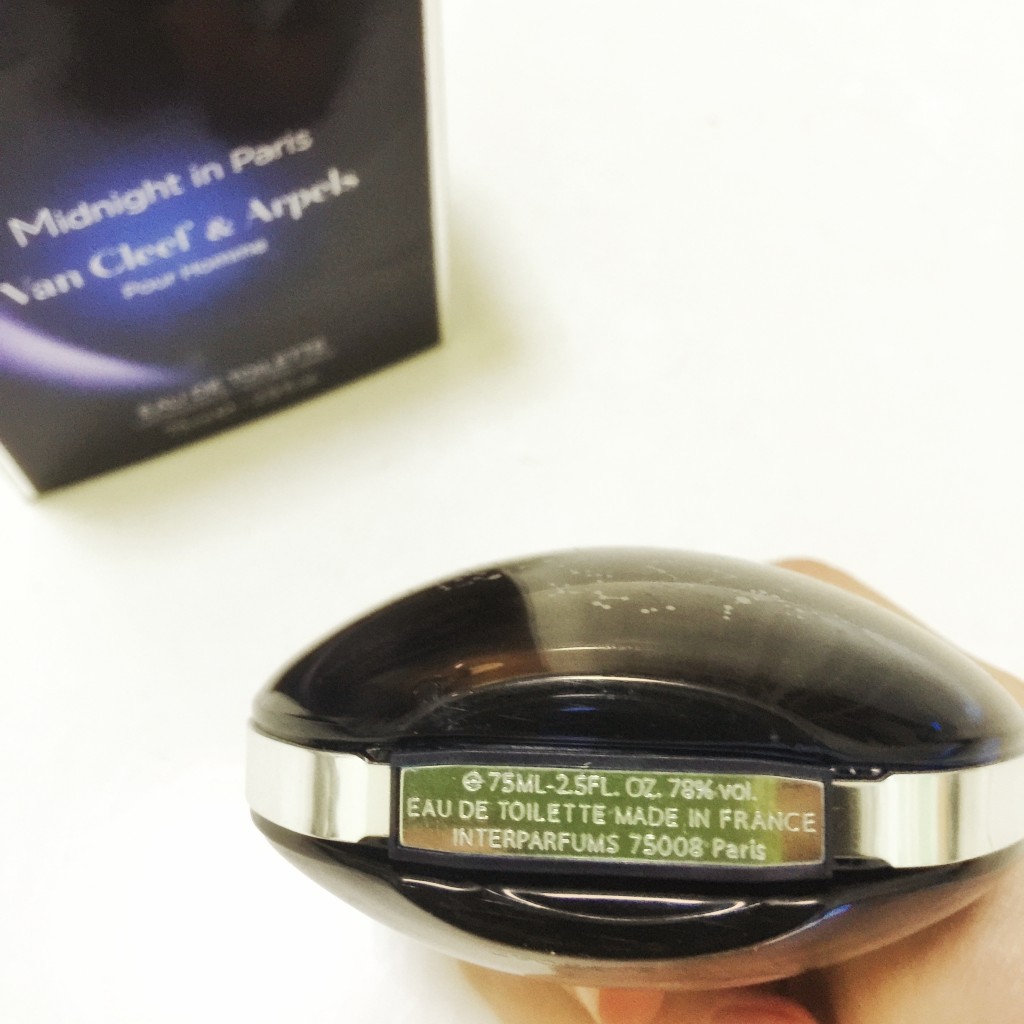 Midnight in Paris
Van Cleef & Arpels
Pour Homme
EAU DE TOILETTE
75ML-2.5FL. OZ. 78% vol.
EAU DE TOILETTE MADE IN FRANCE
INTERPARFUMS 75008 Paris